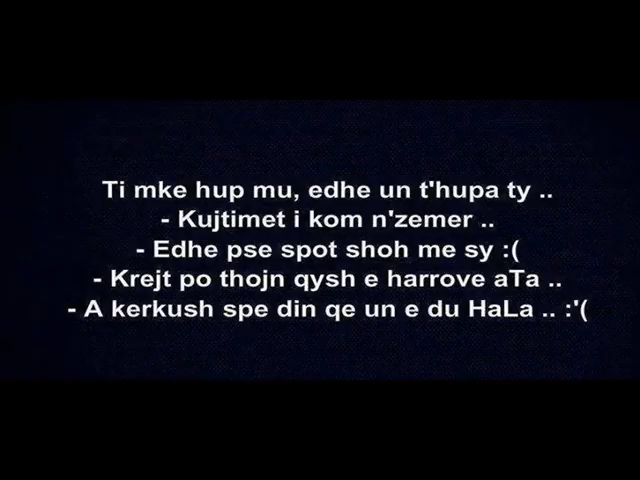 Ti mke hup mu, edhe un t'hupa ty ..
- Kujtimet i kom n'zemer ..
- Edhe pse spot shoh me sy :(
- Krejt po thojn qysh e harrove aTa ..
- A kerkush spe din qe un e du HaLa .. :'(